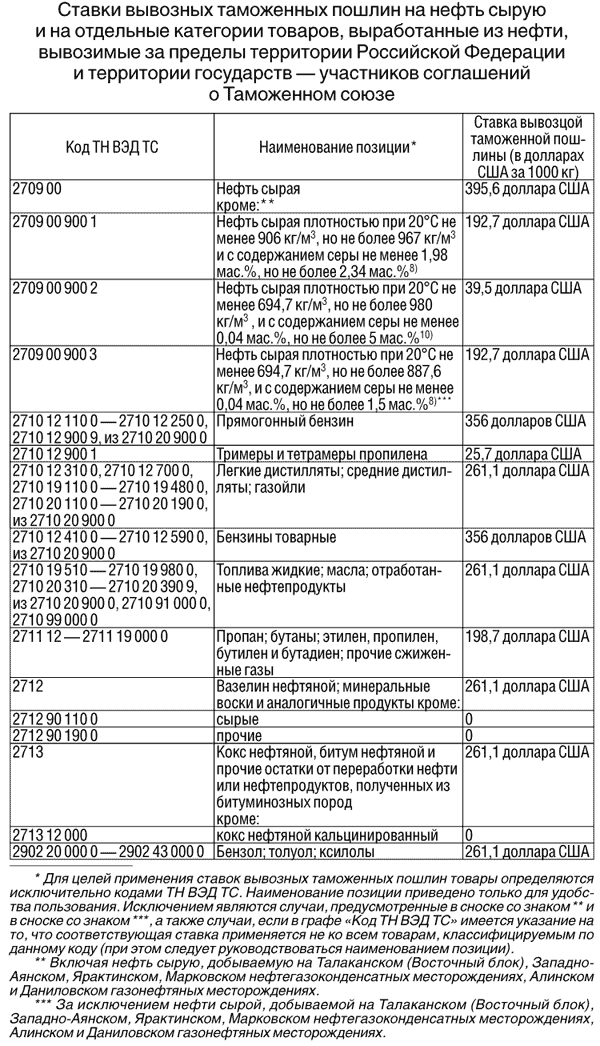 Ставки вывозных таможенных пошлин на нефть сырую
и на отдельные категории товаров, выработанные из нефти,
вывозимые за пределы территории Российской Федерации
и территории государств — участников соглашений
о Таможенном союзе
Код ТН ВЭД ТС
Наименование позиции*
Ставка вывозцой
таможенной пош-
лины (в долларах
США за 1000 кг)
2709 00
Нефть сырая
кроме:**
395,6 доллара США
2709 00 900 1
Нефть сырая плотностью при 20°С не
менее 906 кг/м³, но не более 967 кг/м³
и с содержанием серы не менее 1,98
мас.%, но не более 2,34 мас.%⁸⁾
192,7 доллара США
2709 00 900 2
Нефть сырая плотностью при 20°С не
менее 694,7 кг/м³, но не более 980
кг/м³ , и с содержанием серы не менее
0,04 мас.%, но не более 5 мас.%¹⁰⁾
39,5 доллара США
2709 00 900 3
Нефть сырая плотностью при 20°С не
менее 694,7 кг/м³, но не более 887,6
кг/м³, и с содержанием серы не менее
0,04 мас.%, но не более 1,5 мас.%⁸⁾***
192,7 доллара США
2710 12 110 0 — 2710 12 250 0,
2710 12 900 9, из 2710 20 900 0
Прямогонный бензин
356 долларов США
2710 12 900 1
Тримеры и тетрамеры пропилена
25,7 доллара США
2710 12 310 0, 2710 12 700 0,
2710 19 110 0 — 2710 19 480 0,
2710 20 110 0 — 2710 20 190 0,
из 2710 20 900 0
Легкие дистилляты; средние дистил-
ляты; газойли
261,1 доллара США
2710 12 410 0 — 2710 12 590 0,
из 2710 20 900 0
Бензины товарные
356 долларов США
2710 19 510 0 — 2710 19 980 0,
2710 20 310 0 — 2710 20 390 9,
из 2710 20 900 0, 2710 91 000 0,
2710 99 000 0
Топлива жидкие; масла; отработан-
ные нефтепродукты
261,1 доллара США
2711 12 — 2711 19 000 0
Пропан; бутаны; этилен, пропилен,
бутилен и бутадиен; прочие сжижен-
ные газы
198,7 доллара США
2712
Вазелин нефтяной; минеральные
воски и аналогичные продукты кроме:
261,1 доллара США
2712 90 110 0
сырые
0
2712 90 190 0
прочие
0
2713
Кокс нефтяной, битум нефтяной и
прочие остатки от переработки нефти
или нефтепродуктов, полученных из
битуминозных пород
кроме:
261,1 доллара США
2713 12 000
кокс нефтяной кальцинированный
0
2902 20 000 0 — 2902 43 000 0
Бензол; толуол; ксилолы
261,1 доллара США
* Для целей применения ставок вывозных таможенных пошлин товары определяются
исключительно кодами ТН ВЭД ТС. Наименование позиции приведено только для удобс-
тва пользования. Исключением являются случаи, предусмотренные в сноске со знаком ** и
в сноске со знаком ***, а также случаи, если в графе «Код ТН ВЭД ТС» имеется указание на
то, что соответствующая ставка применяется не ко всем товарам, классифицируемым по
данному коду (при этом следует руководствоваться наименованием позиции).
** Включая нефть сырую, добываемую на Талаканском (Восточный блок), Западно-
Аянском, Ярактинском, Марковском нефтегазоконденсатных месторождениях, Алинском
и Даниловском газонефтяных месторождениях.
*** За исключением нефти сырой, добываемой на Талаканском (Восточный блок),
Западно-Аянском, Ярактинском, Марковском нефтегазоконденсатных месторождениях,
Алинском и Даниловском газонефтяных месторождениях.